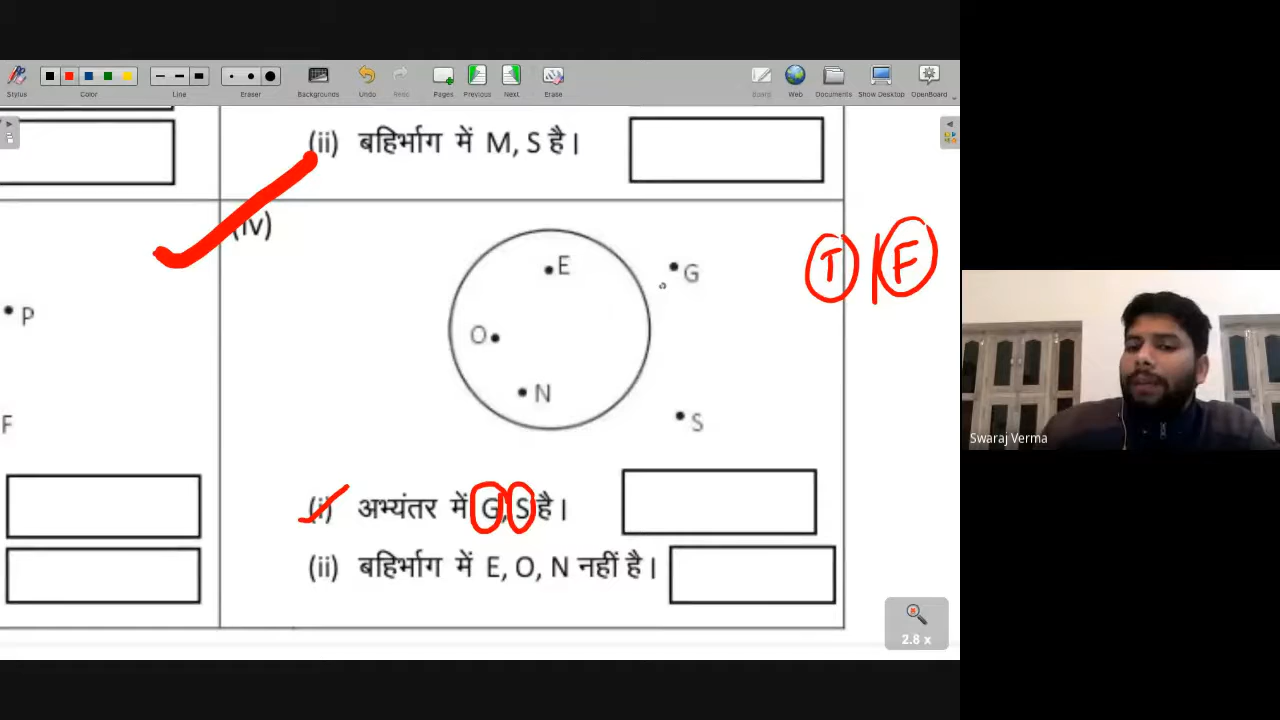 Stylus Color Line Eraser Backgrounds Undo Pages Previous Next Erase Board Web Documents Show Desktop OpenBoard
(ii) बहिर्भाग में M, S है।
(iv)
E
G
T F
P
O
N
F
S
Swaraj Verma
(i) अभ्यंतर में G, S है।
(ii) बहिर्भाग में E, O, N नहीं है।
2.8 x